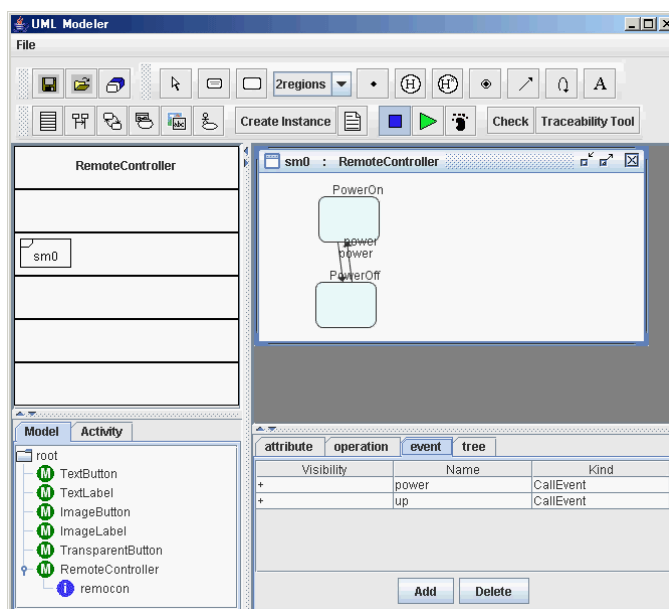 UML Modeler
File
2regions H H* A
Create Instance Check Traceability Tool
RemoteController
sm0
sm0 : RemoteController
PowerOn
power
power
PowerOff
Model Activity
root
M TextButton
M TextLabel
M ImageButton
M ImageLabel
M TransparentButton
M RemoteController
i remocon
attribute operation event tree
Visibility Name Kind
+ power CallEvent
+ up CallEvent
Add Delete